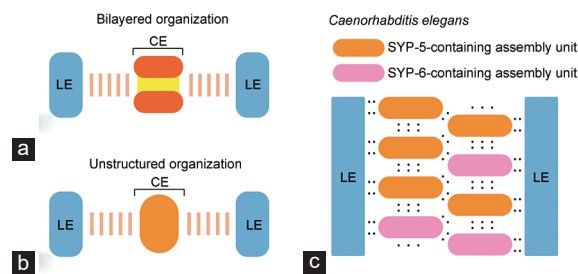 Bilayered organization
CE
LE
LE
a
Unstructured organization
CE
LE
LE
b
Caenorhabditis elegans
SYP-5-containing assembly unit
SYP-6-containing assembly unit
LE
LE
c